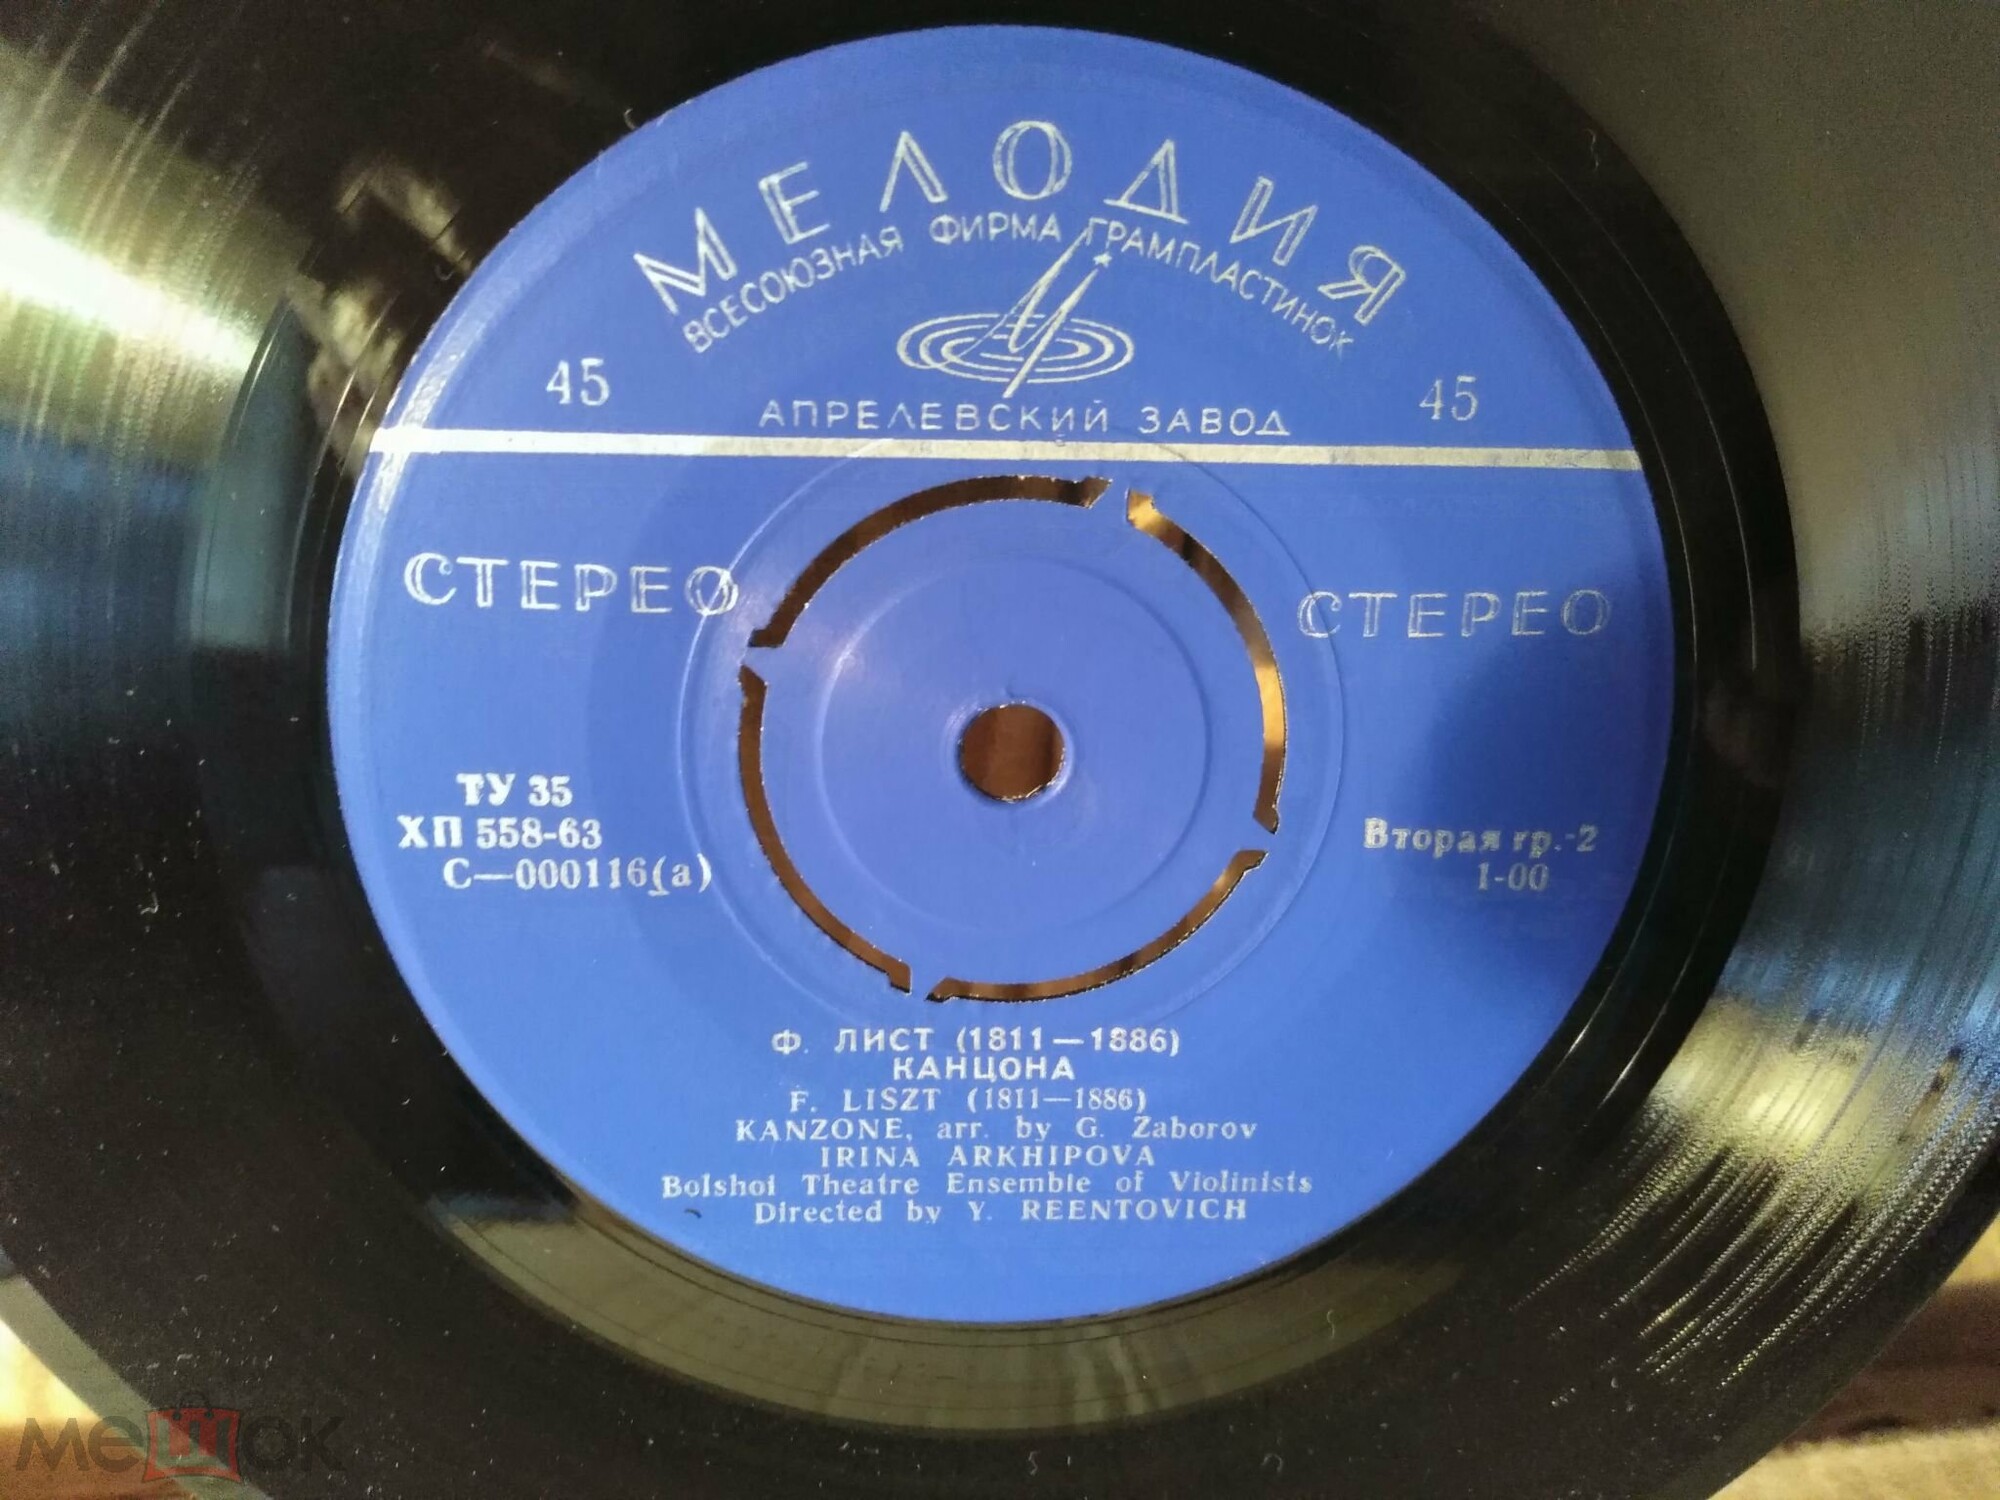 МЕЛОДИЯ
ВСЕСОЮЗНАЯ ФИРМА ГРАМПЛАСТИНОК
45
45
АПРЕЛЕВСКИЙ ЗАВОД
СТЕРЕО
СТЕРЕО
ТУ 35
ХП 558-63
С—000116(а)
Вторая гр.-2
1-00
Ф. ЛИСТ (1811—1886)
КАНЦОНА
F. LISZT (1811—1886)
KANZONE, arr. by G. Zaborov
IRINA ARKHIPOVA
Bolshoi Theatre Ensemble of Violinists
Directed by Y. REENTOVICH
мешок